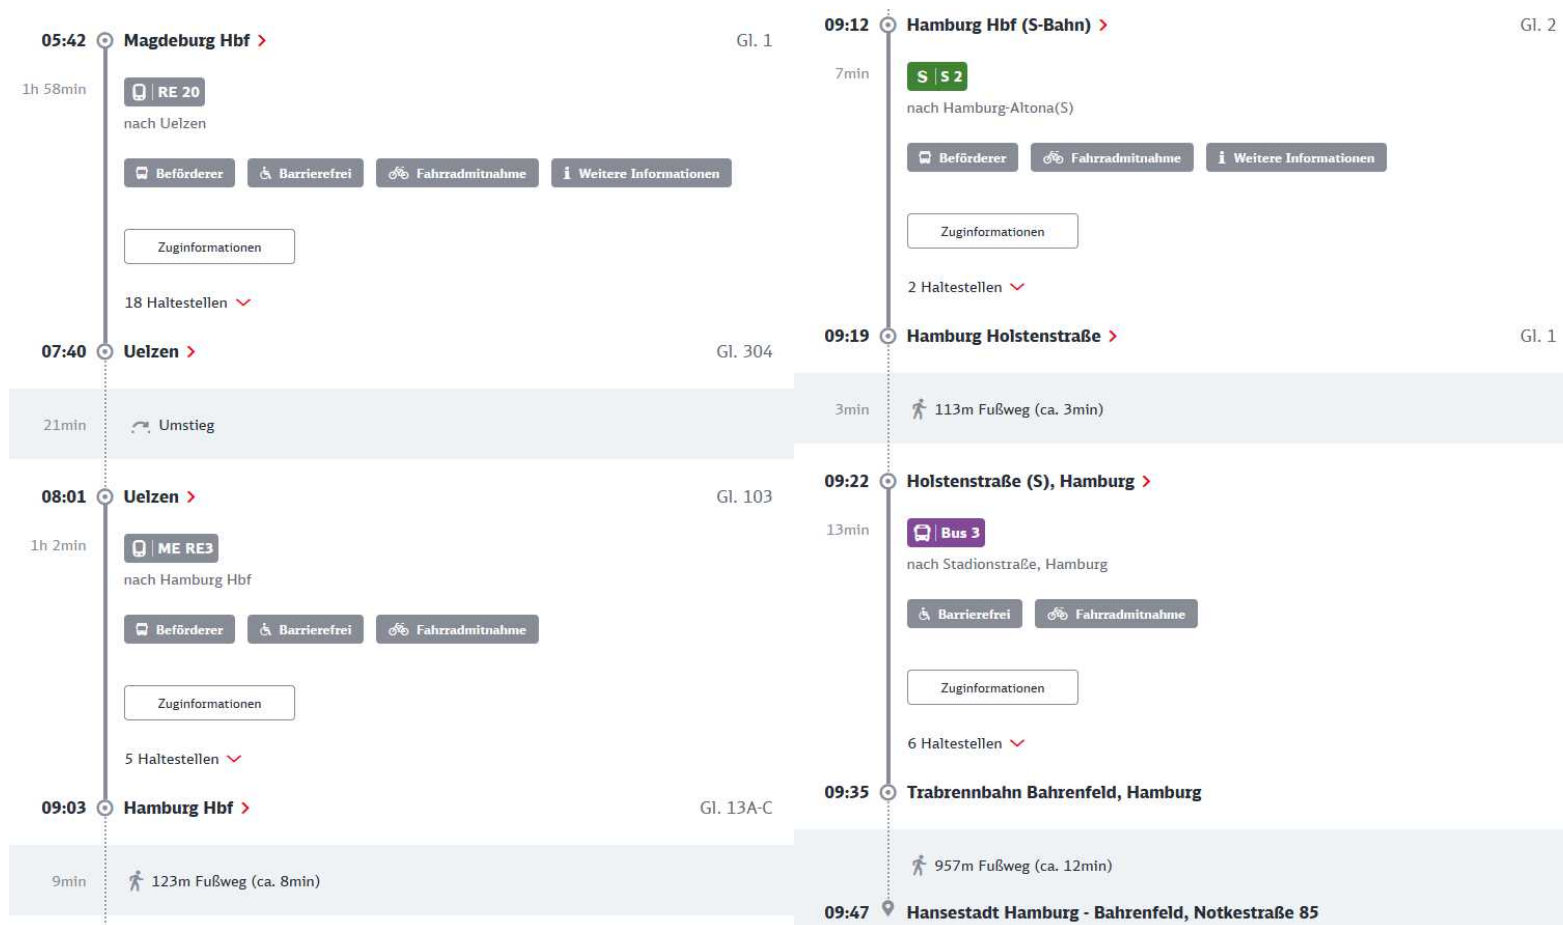 05:42 Magdeburg Hbf Gl. 1
1h 58min RE 20
nach Uelzen
Beförderer Barrierefrei Fahrradmitnahme Weitere Informationen
Zuginformationen
18 Haltestellen
07:40 Uelzen Gl. 304
21min Umstieg
08:01 Uelzen Gl. 103
1h 2min ME RE3
nach Hamburg Hbf
Beförderer Barrierefrei Fahrradmitnahme
Zuginformationen
5 Haltestellen
09:03 Hamburg Hbf Gl. 13A-C
9min 123m Fußweg (ca. 8min)
09:12 Hamburg Hbf (S-Bahn) Gl. 2
7min S S 2
nach Hamburg-Altona(S)
Beförderer Fahrradmitnahme Weitere Informationen
Zuginformationen
2 Haltestellen
09:19 Hamburg Holstenstraße Gl. 1
3min 113m Fußweg (ca. 3min)
09:22 Holstenstraße (S), Hamburg
13min Bus 3
nach Stadionstraße, Hamburg
Barrierefrei Fahrradmitnahme
Zuginformationen
6 Haltestellen
09:35 Trabrennbahn Bahrenfeld, Hamburg
957m Fußweg (ca. 12min)
09:47 Hansestadt Hamburg - Bahrenfeld, Notkestraße 85